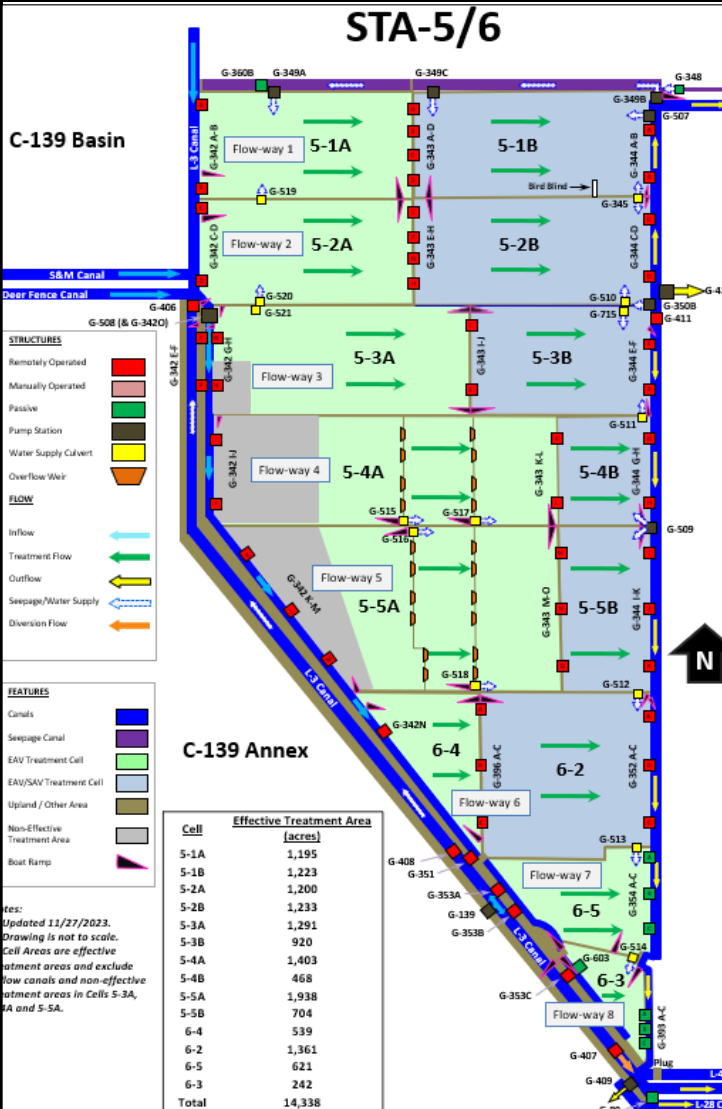 STA-5/6
G-360B
G-349A
G-349C
G-348
G-349B
G-507
C-139 Basin
L-3 Canal
G-342 A-B
Flow-way 1
5-1A
G-343 A-D
5-1B
G-344 A-B
Bird Blind
G-519
G-345
G-342 C-D
Flow-way 2
5-2A
G-343 E-H
5-2B
G-344 C-D
S&M Canal
Deer Fence Canal
G-406
G-508 (& G-342O)
G-520
G-521
G-510
G-715
G-350B
G-411
G-342 E-F
G-342 G-H
5-3A
Flow-way 3
G-343 I-J
5-3B
G-344 E-F
G-511
STRUCTURES
Remotely Operated
Manually Operated
Passive
Pump Station
Water Supply Culvert
Overflow Weir
FLOW
Inflow
Treatment Flow
Outflow
Seepage/Water Supply
Diversion Flow
G-342 I-J
Flow-way 4
5-4A
G-343 K-L
5-4B
G-344 G-H
G-515
G-517
G-516
G-509
Flow-way 5
G-342 K-M
5-5A
G-343 M-O
5-5B
G-344 I-K
G-518
G-512
N
L-3 Canal
FEATURES
Canals
Seepage Canal
EAV Treatment Cell
EAV/SAV Treatment Cell
Upland / Other Area
Non-Effective
Treatment Area
Boat Ramp
C-139 Annex
G-342N
6-4
G-396 A-C
6-2
G-352 A-C
Flow-way 6
G-513
G-408
G-351
Flow-way 7
G-354 A-C
6-5
G-353A
G-139
G-353B
L-3 Canal
G-514
G-603
6-3
G-353C
Flow-way 8
G-393 A-C
G-407
Plug
G-409
L-28
Cell Effective Treatment Area
(acres)
5-1A 1,195
5-1B 1,223
5-2A 1,200
5-2B 1,233
5-3A 1,291
5-3B 920
5-4A 1,403
5-4B 468
5-5A 1,938
5-5B 704
6-4 539
6-2 1,361
6-5 621
6-3 242
Total 14,338
Updated 11/27/2023.
Drawing is not to scale.
Cell Areas are effective
areas and exclude
canals and non-effective
areas in Cells 5-3A,
and 5-5A.